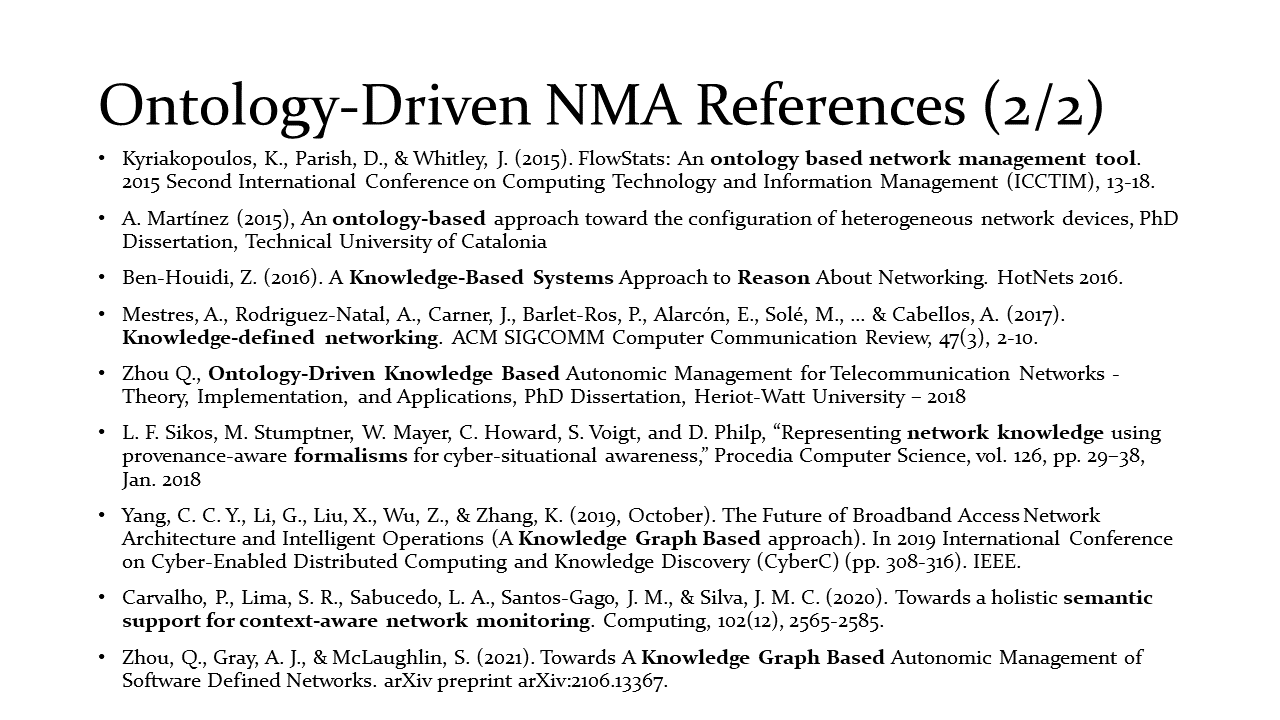 Ontology-Driven NMA References (2/2)
• Kyriakopoulos, K., Parish, D., & Whitley, J. (2015). FlowStats: An ontology based network management tool.
2015 Second International Conference on Computing Technology and Information Management (ICCTIM), 13-18.
• A. Martínez (2015), An ontology-based approach toward the configuration of heterogeneous network devices, PhD
Dissertation, Technical University of Catalonia
• Ben-Houidi, Z. (2016). A Knowledge-Based Systems Approach to Reason About Networking. HotNets 2016.
• Mestres, A., Rodriguez-Natal, A., Carner, J., Barlet-Ros, P., Alarcón, E., Solé, M., ... & Cabellos, A. (2017).
Knowledge-defined networking. ACM SIGCOMM Computer Communication Review, 47(3), 2-10.
• Zhou Q., Ontology-Driven Knowledge Based Autonomic Management for Telecommunication Networks -
Theory, Implementation, and Applications, PhD Dissertation, Heriot-Watt University – 2018
• L. F. Sikos, M. Stumptner, W. Mayer, C. Howard, S. Voigt, and D. Philp, “Representing network knowledge using
provenance-aware formalisms for cyber-situational awareness,” Procedia Computer Science, vol. 126, pp. 29–38,
Jan. 2018
• Yang, C. C. Y., Li, G., Liu, X., Wu, Z., & Zhang, K. (2019, October). The Future of Broadband Access Network
Architecture and Intelligent Operations (A Knowledge Graph Based approach). In 2019 International Conference
on Cyber-Enabled Distributed Computing and Knowledge Discovery (CyberC) (pp. 308-316). IEEE.
• Carvalho, P., Lima, S. R., Sabucedo, L. A., Santos-Gago, J. M., & Silva, J. M. C. (2020). Towards a holistic semantic
support for context-aware network monitoring. Computing, 102(12), 2565-2585.
• Zhou, Q., Gray, A. J., & McLaughlin, S. (2021). Towards A Knowledge Graph Based Autonomic Management of
Software Defined Networks. arXiv preprint arXiv:2106.13367.